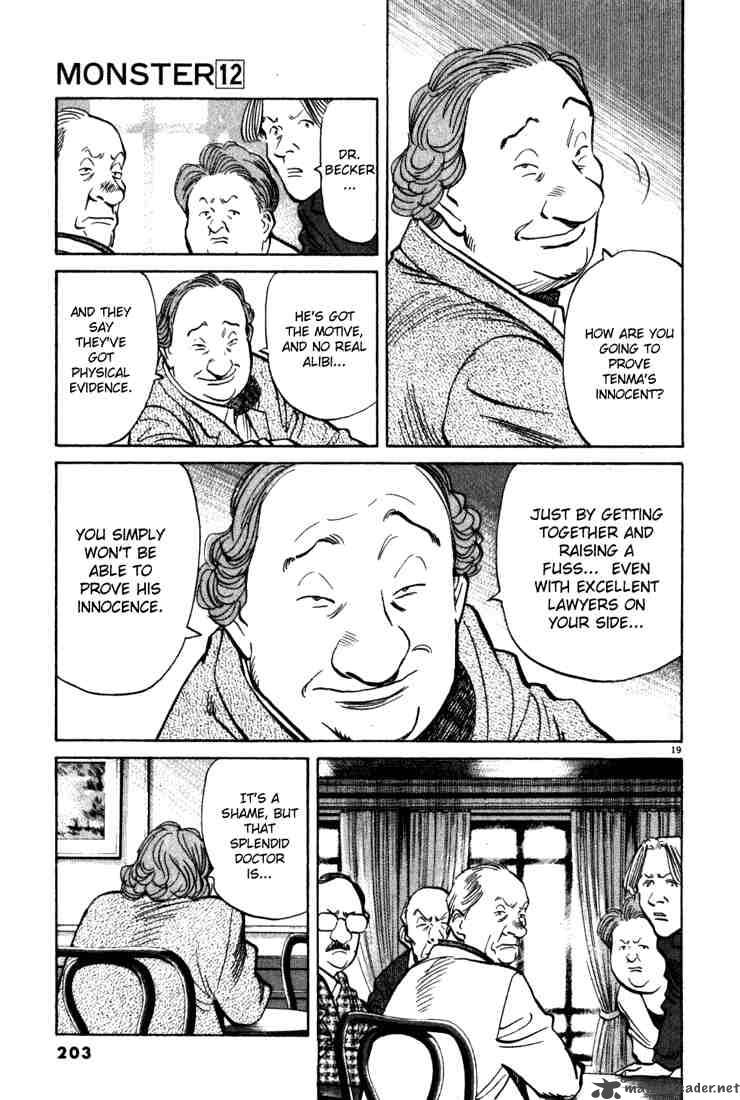 MONSTER 12
HOW ARE YOU
GOING TO
PROVE
TENMA'S
INNOCENT?
DR.
BECKER
...
HE'S GOT
THE MOTIVE,
AND NO REAL
ALIBI...
AND THEY
SAY
THEY'VE
GOT
PHYSICAL
EVIDENCE.
JUST BY GETTING
TOGETHER AND
RAISING A
FUSS... EVEN
WITH EXCELLENT
LAWYERS ON
YOUR SIDE...
YOU SIMPLY
WON'T BE
ABLE TO
PROVE HIS
INNOCENCE.
19
IT'S A
SHAME, BUT
THAT
SPLENDID
DOCTOR
IS...
203